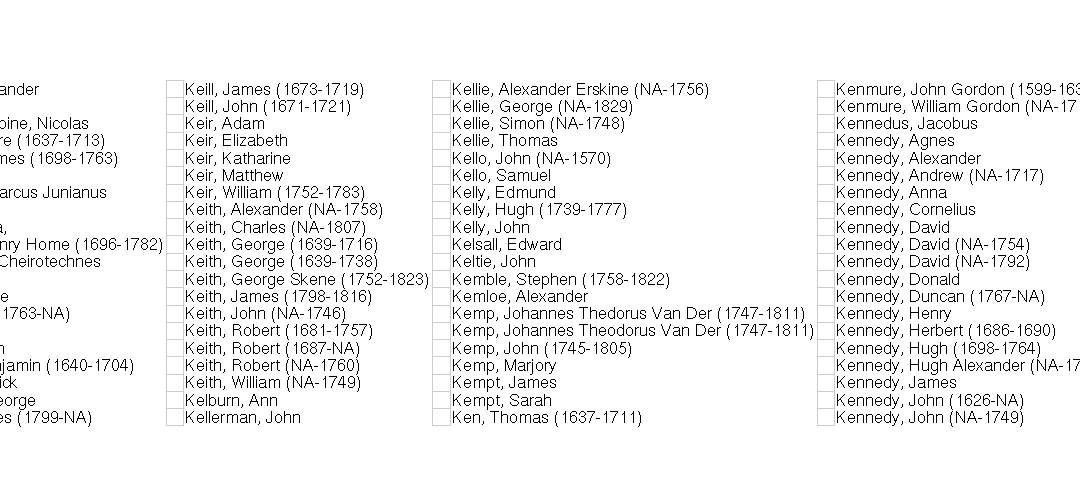 ander
oine, Nicolas
re (1637-1713)
mes (1698-1763)
arcus Junianus
a,
nry Home (1696-1782)
Cheirotechnes
e
1763-NA)
n
njamin (1640-1704)
ick
eorge
es (1799-NA)
Keill, James (1673-1719)
Keill, John (1671-1721)
Keir, Adam
Keir, Elizabeth
Keir, Katharine
Keir, Matthew
Keir, William (1752-1783)
Keith, Alexander (NA-1758)
Keith, Charles (NA-1807)
Keith, George (1639-1716)
Keith, George (1639-1738)
Keith, George Skene (1752-1823)
Keith, James (1798-1816)
Keith, John (NA-1746)
Keith, Robert (1681-1757)
Keith, Robert (1687-NA)
Keith, Robert (NA-1760)
Keith, William (NA-1749)
Kelburn, Ann
Kellerman, John
Kellie, Alexander Erskine (NA-1756)
Kellie, George (NA-1829)
Kellie, Simon (NA-1748)
Kellie, Thomas
Kello, John (NA-1570)
Kello, Samuel
Kelly, Edmund
Kelly, Hugh (1739-1777)
Kelly, John
Kelsall, Edward
Keltie, John
Kemble, Stephen (1758-1822)
Kemloe, Alexander
Kemp, Johannes Thedorus Van Der (1747-1811)
Kemp, Johannes Theodorus Van Der (1747-1811)
Kemp, John (1745-1805)
Kemp, Marjory
Kempt, James
Kempt, Sarah
Ken, Thomas (1637-1711)
Kenmure, John Gordon (1599-163
Kenmure, William Gordon (NA-17
Kennedus, Jacobus
Kennedy, Agnes
Kennedy, Alexander
Kennedy, Andrew (NA-1717)
Kennedy, Anna
Kennedy, Cornelius
Kennedy, David
Kennedy, David (NA-1754)
Kennedy, David (NA-1792)
Kennedy, Donald
Kennedy, Duncan (1767-NA)
Kennedy, Henry
Kennedy, Herbert (1686-1690)
Kennedy, Hugh (1698-1764)
Kennedy, Hugh Alexander (NA-17
Kennedy, James
Kennedy, John (1626-NA)
Kennedy, John (NA-1749)